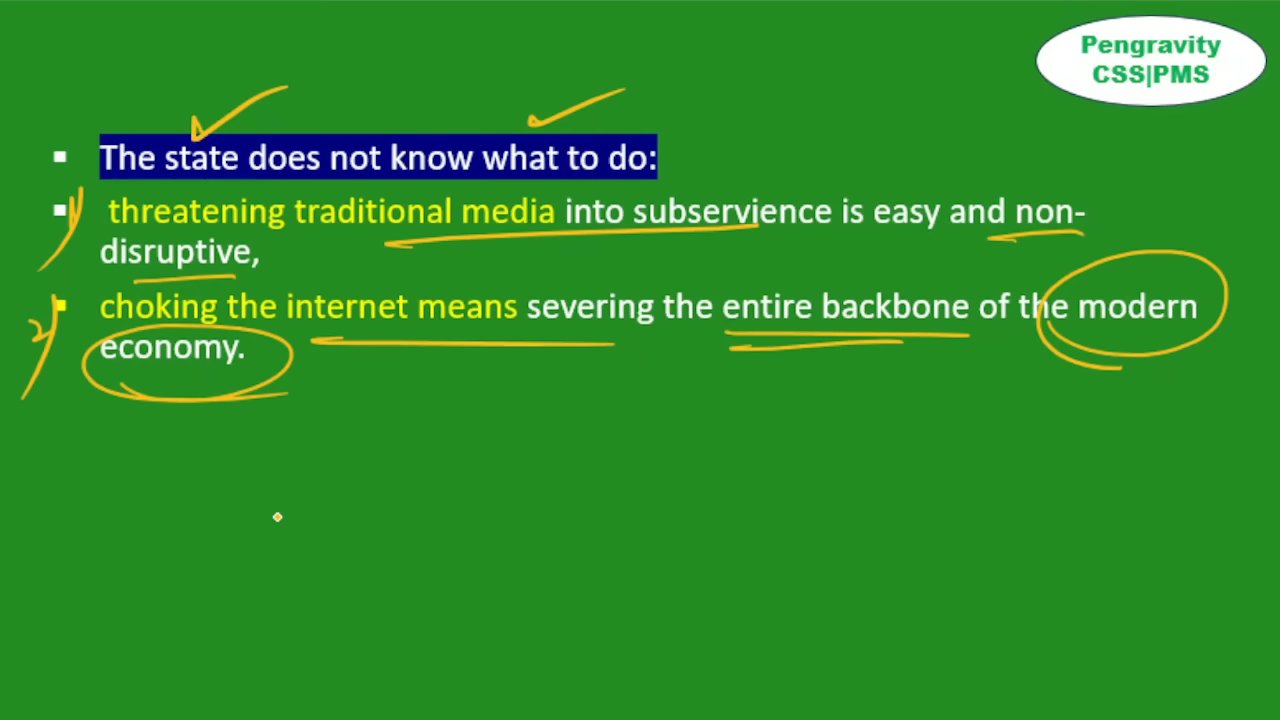 Pengravity
CSS|PMS
▪ The state does not know what to do:
▪ threatening traditional media into subservience is easy and non-
disruptive,
▪ choking the internet means severing the entire backbone of the modern
economy.